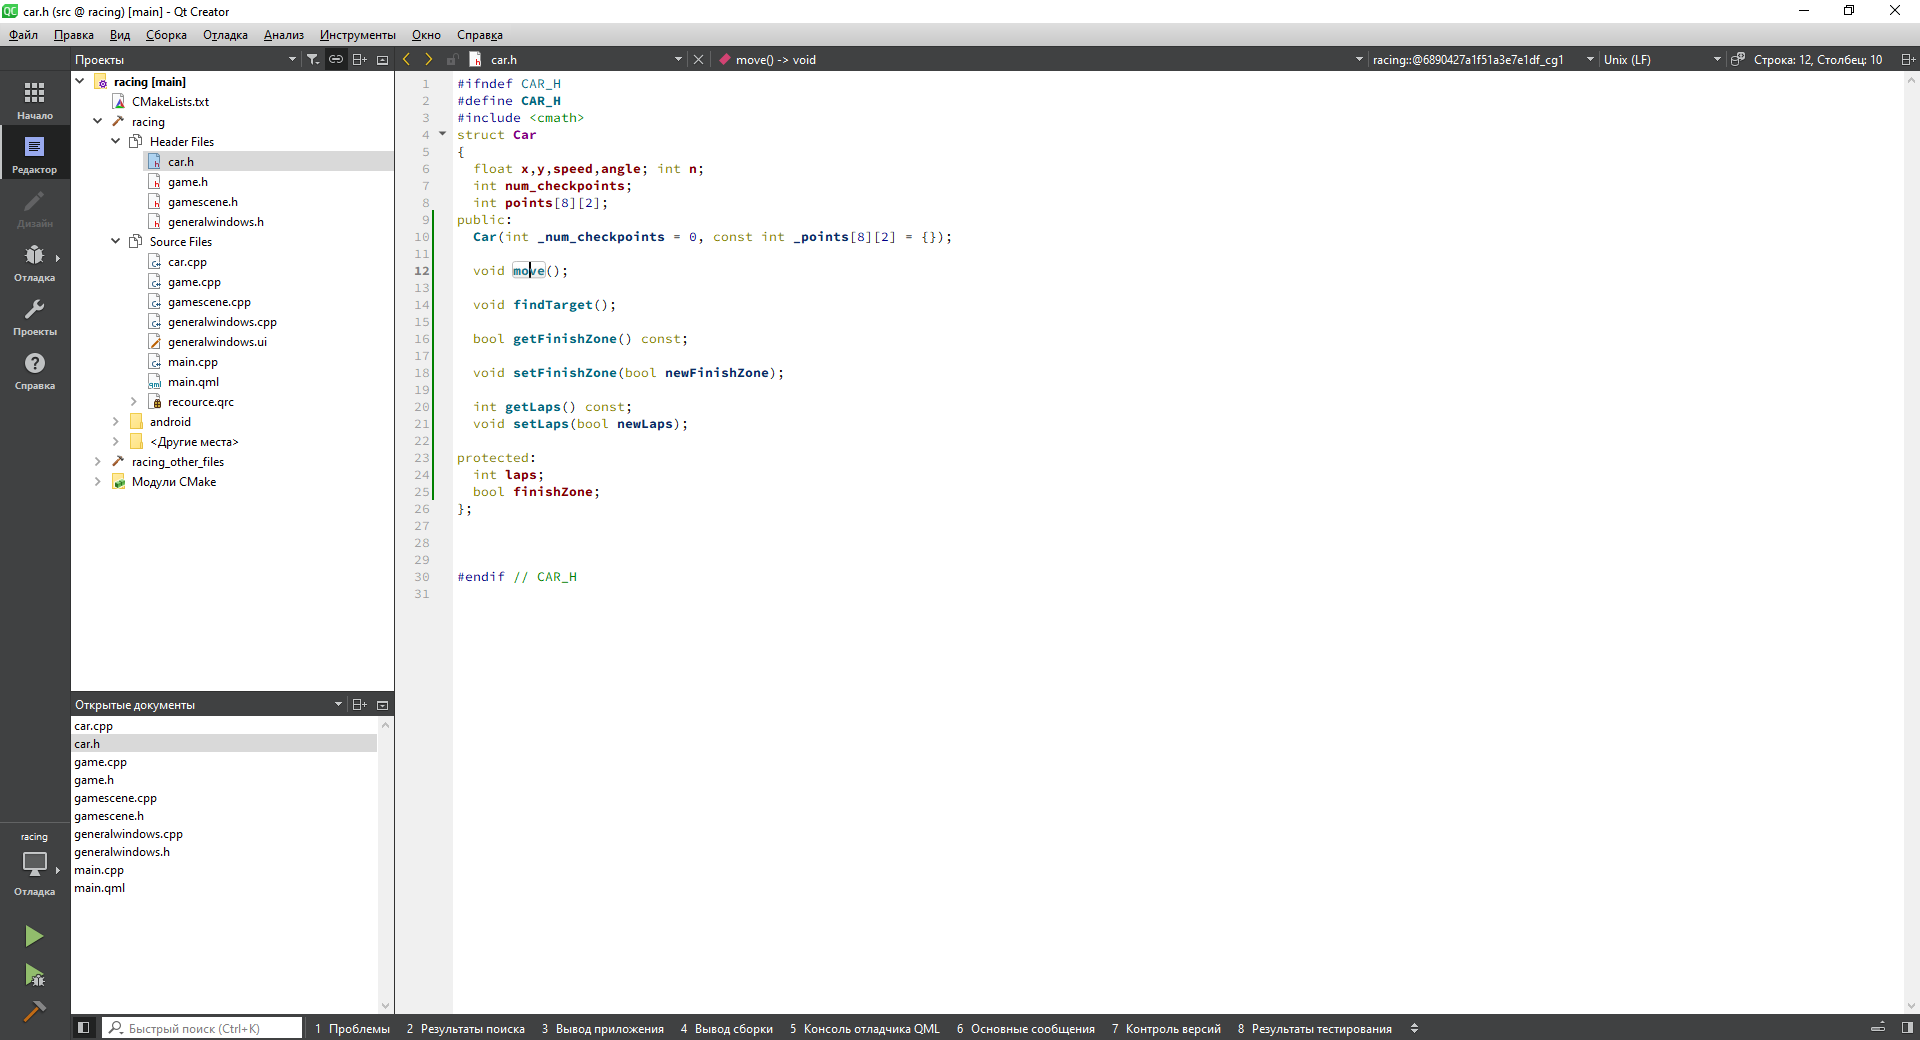 car.h (src @ racing) [main] - Qt Creator
Файл Правка Вид Сборка Отладка Анализ Инструменты Окно Справка
Проекты
car.h
move() -> void
racing::@6890427a1f51a3e7e1df_cg1
Unix (LF)
Строка: 12, Столбец: 10
Начало
Редактор
Дизайн
Отладка
Проекты
Справка
racing [main]
CMakeLists.txt
racing
Header Files
car.h
game.h
gamescene.h
generalwindows.h
Source Files
car.cpp
game.cpp
gamescene.cpp
generalwindows.cpp
generalwindows.ui
main.cpp
main.qml
recource.qrc
android
<Другие места>
racing_other_files
Модули CMake
1 #ifndef CAR_H
2 #define CAR_H
3 #include <cmath>
4 struct Car
5 {
6 float x,y,speed,angle; int n;
7 int num_checkpoints;
8 int points[8][2];
9 public:
10 Car(int _num_checkpoints = 0, const int _points[8][2] = {});
11
12 void move();
13
14 void findTarget();
15
16 bool getFinishZone() const;
17
18 void setFinishZone(bool newFinishZone);
19
20 int getLaps() const;
21 void setLaps(bool newLaps);
22
23 protected:
24 int laps;
25 bool finishZone;
26 };
27
28
29
30 #endif // CAR_H
31
Открытые документы
car.cpp
car.h
game.cpp
game.h
gamescene.cpp
gamescene.h
generalwindows.cpp
generalwindows.h
main.cpp
main.qml
racing
Отладка
Быстрый поиск (Ctrl+K)
1 Проблемы 2 Результаты поиска 3 Вывод приложения 4 Вывод сборки 5 Консоль отладчика QML 6 Основные сообщения 7 Контроль версий 8 Результаты тестирования